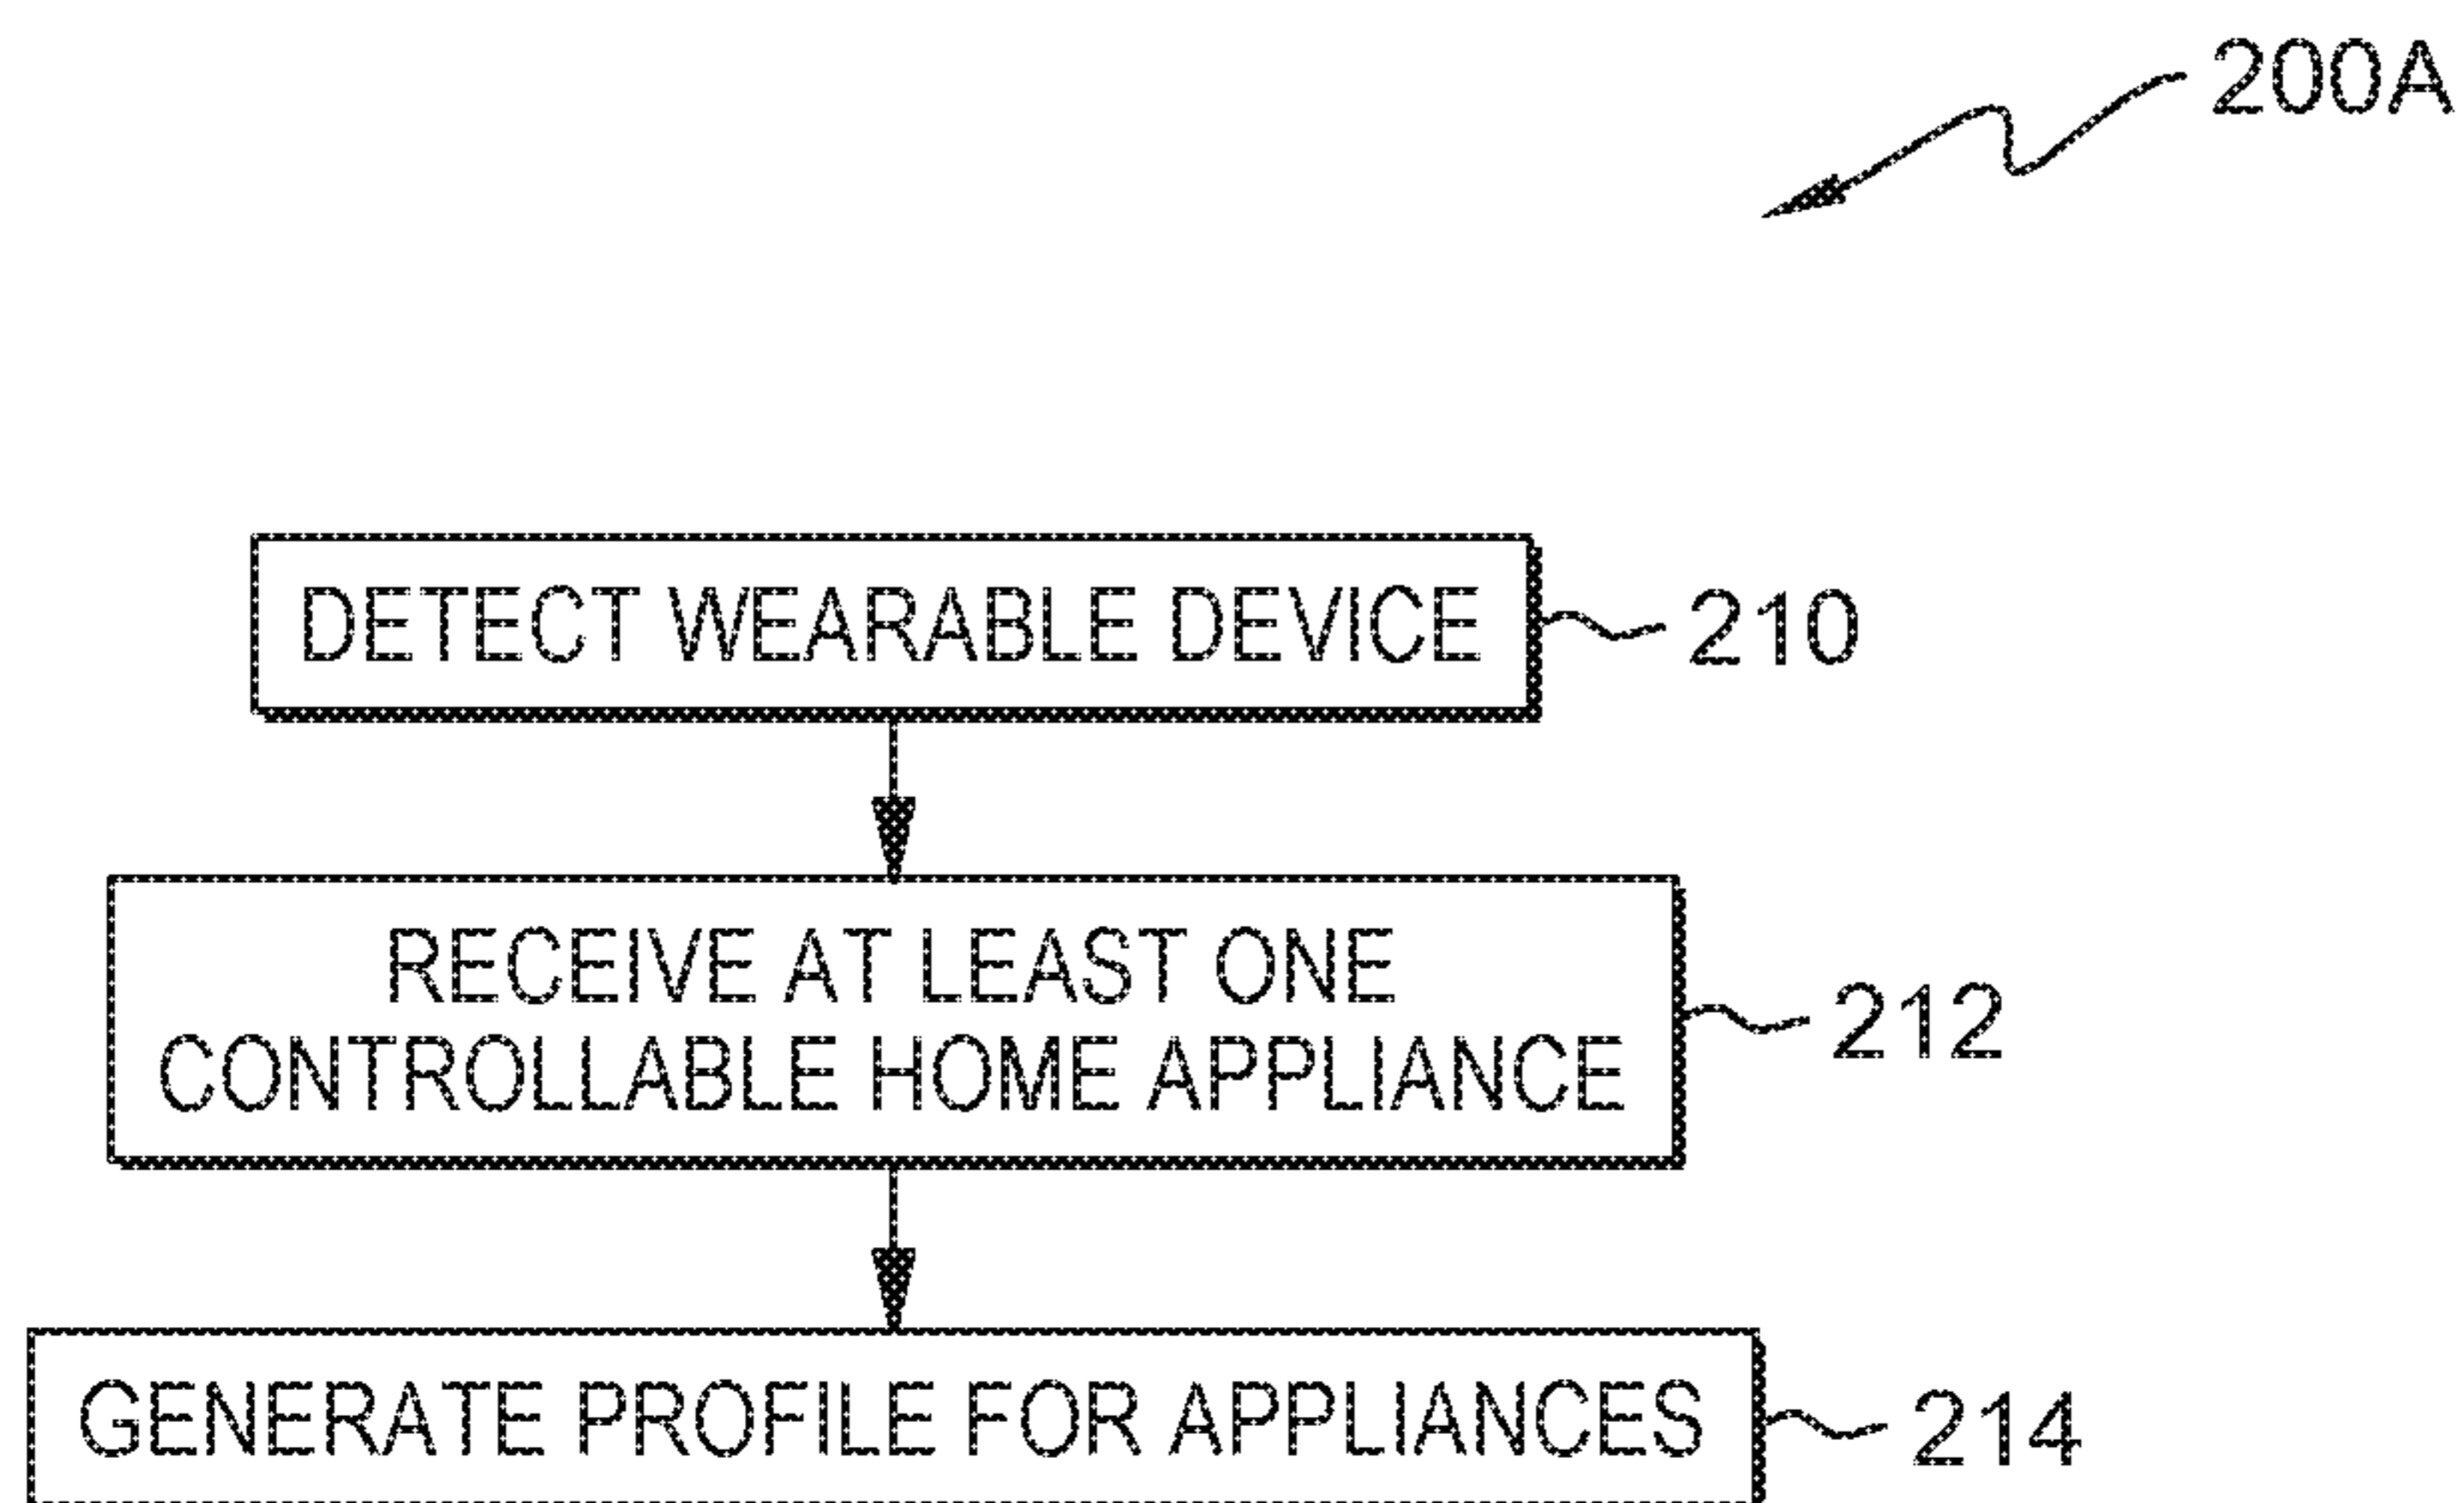 200A
DETECT WEARABLE DEVICE
210
RECEIVE AT LEAST ONE
CONTROLLABLE HOME APPLIANCE
212
GENERATE PROFILE FOR APPLIANCES
214